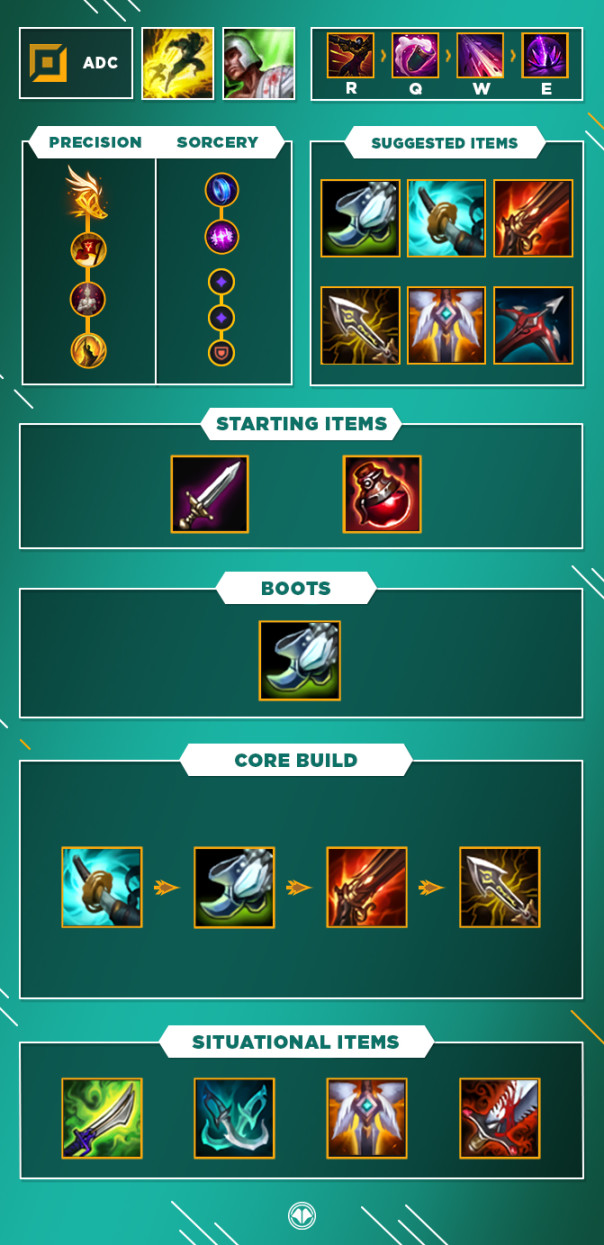 ADC
R Q W E
PRECISION SORCERY
SUGGESTED ITEMS
STARTING ITEMS
BOOTS
CORE BUILD
SITUATIONAL ITEMS